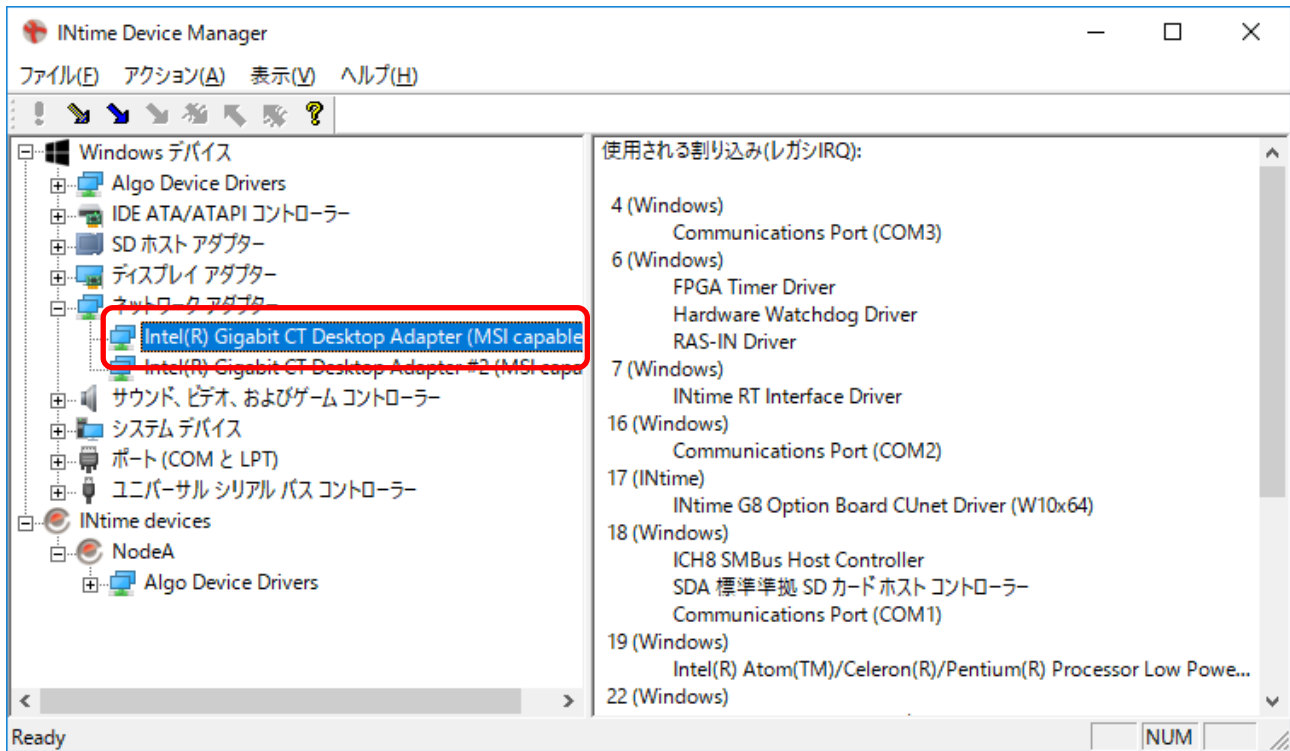 INtime Device Manager
ファイル(F) アクション(A) 表示(V) ヘルプ(H)
Windows デバイス
Algo Device Drivers
IDE ATA/ATAPI コントローラー
SD ホスト アダプター
ディスプレイ アダプター
ネットワーク アダプター
Intel(R) Gigabit CT Desktop Adapter (MSI capable
Intel(R) Gigabit CT Desktop Adapter #2 (MSI capa
サウンド、ビデオ、およびゲーム コントローラー
システム デバイス
ポート (COM と LPT)
ユニバーサル シリアル バス コントローラー
INtime devices
NodeA
Algo Device Drivers
使用される割り込み(レガシIRQ):
4 (Windows)
Communications Port (COM3)
6 (Windows)
FPGA Timer Driver
Hardware Watchdog Driver
RAS-IN Driver
7 (Windows)
INtime RT Interface Driver
16 (Windows)
Communications Port (COM2)
17 (INtime)
INtime G8 Option Board CUnet Driver (W10x64)
18 (Windows)
ICH8 SMBus Host Controller
SDA 標準準拠 SD カード ホスト コントローラー
Communications Port (COM1)
19 (Windows)
Intel(R) Atom(TM)/Celeron(R)/Pentium(R) Processor Low Powe...
22 (Windows)
Ready
NUM